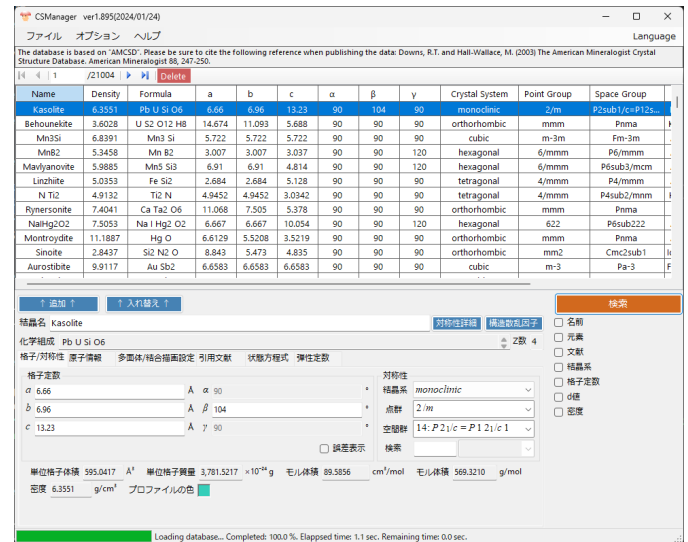 CSManager ver1.895(2024/01/24)
ファイル オプション ヘルプ Language
The database is based on "AMCSD". Please be sure to cite the following reference when publishing the data: Downs, R.T. and Hall-Wallace, M. (2003) The American Mineralogist Crystal
Structure Database. American Mineralogist 88, 247-250.
1 /21004 Delete
Name Density Formula a b c α β γ Crystal System Point Group Space Group
Kasolite 6.3551 Pb U Si O6 6.66 6.96 13.23 90 104 90 monoclinic 2/m P2sub1/c=P12s...
Behounekite 3.6028 U S2 O12 H8 14.674 11.093 5.688 90 90 90 orthorhombic mmm Pnma
Mn3Si 6.8391 Mn3 Si 5.722 5.722 5.722 90 90 90 cubic m-3m Fm-3m
MnB2 5.3458 Mn B2 3.007 3.007 3.037 90 90 120 hexagonal 6/mmm P6/mmm
Mavlyanovite 5.9885 Mn5 Si3 6.91 6.91 4.814 90 90 120 hexagonal 6/mmm P6sub3/mcm
Linzhiite 5.0353 Fe Si2 2.684 2.684 5.128 90 90 90 tetragonal 4/mmm P4/mmm
N Ti2 4.9132 Ti2 N 4.9452 4.9452 3.0342 90 90 90 tetragonal 4/mmm P4sub2/mnm
Rynersonite 7.4041 Ca Ta2 O6 11.068 7.505 5.378 90 90 90 orthorhombic mmm Pnma
NaIHg2O2 7.5053 Na I Hg2 O2 6.667 6.667 10.054 90 90 120 hexagonal 622 P6sub222
Montroydite 11.1887 Hg O 6.6129 5.5208 3.5219 90 90 90 orthorhombic mmm Pnma
Sinoite 2.8437 Si2 N2 O 8.843 5.473 4.835 90 90 90 orthorhombic mm2 Cmc2sub1
Aurostibite 9.9117 Au Sb2 6.6583 6.6583 6.6583 90 90 90 cubic m-3 Pa-3
↑ 追加 ↑ ↑ 入れ替え ↑ 検索
結晶名 Kasolite 対称性詳細 構造散乱因子
化学組成 Pb U Si O6 Z数 4
格子/対称性 原子情報 多面体/結合描画設定 引用文献 状態方程式 弾性定数
格子定数 対称性
a 6.66 Å α 90 ° 結晶系 monoclinic
b 6.96 Å β 104 ° 点群 2/m
c 13.23 Å γ 90 ° 空間群 14: P 21/c = P 1 21/c 1
誤差表示 検索
単位格子体積 595.0417 Å³ 単位格子質量 3,781.5217 ×10⁻²⁴ g モル体積 89.5856 cm³/mol モル体積 569.3210 g/mol
密度 6.3551 g/cm³ プロファイルの色
名前
元素
文献
結晶系
格子定数
d値
密度
Loading database... Completed: 100.0 %. Elappsed time: 1.1 sec. Remaining time: 0.0 sec.